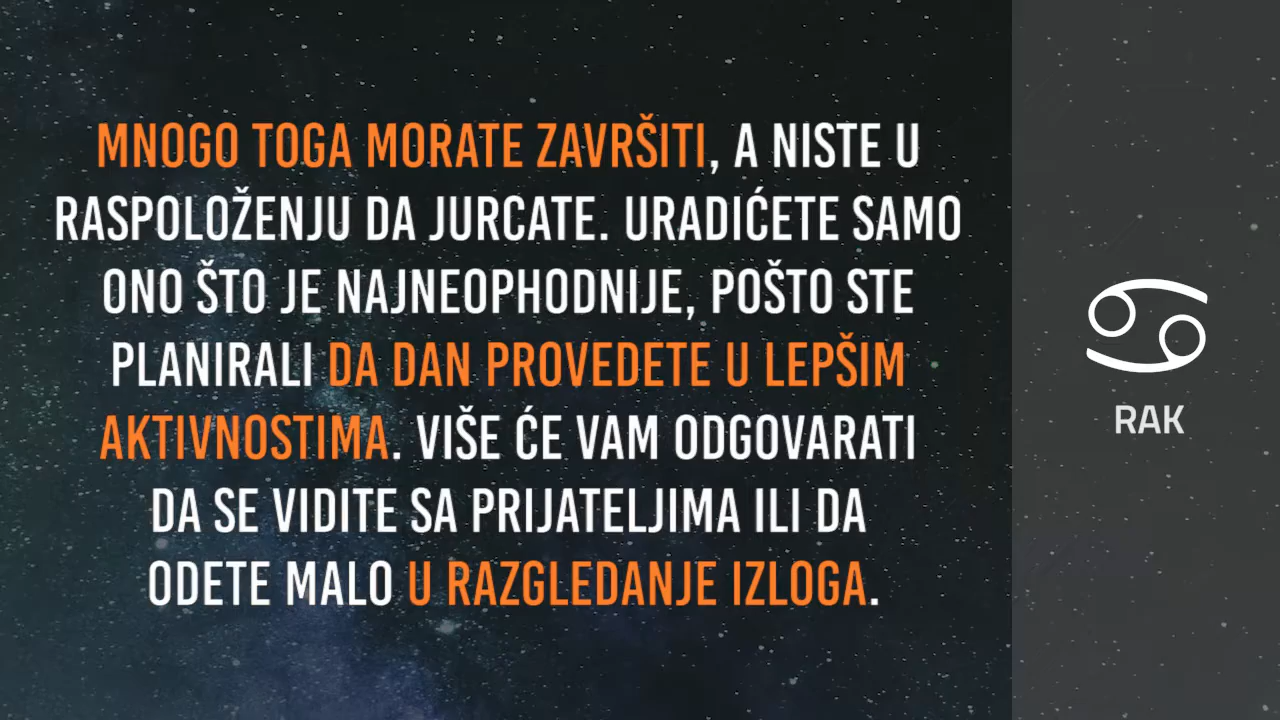 MNOGO TOGA MORATE ZAVRŠITI, A NISTE U
RASPOLOŽENJU DA JURCATE. URADIĆETE SAMO
ONO ŠTO JE NAJNEOPHODNIJE, POŠTO STE
PLANIRALI DA DAN PROVEDETE U LEPŠIM
AKTIVNOSTIMA. VIŠE ĆE VAM ODGOVARATI
DA SE VIDITE SA PRIJATELJIMA ILI DA
ODETE MALO U RAZGLEDANJE IZLOGA.
RAK